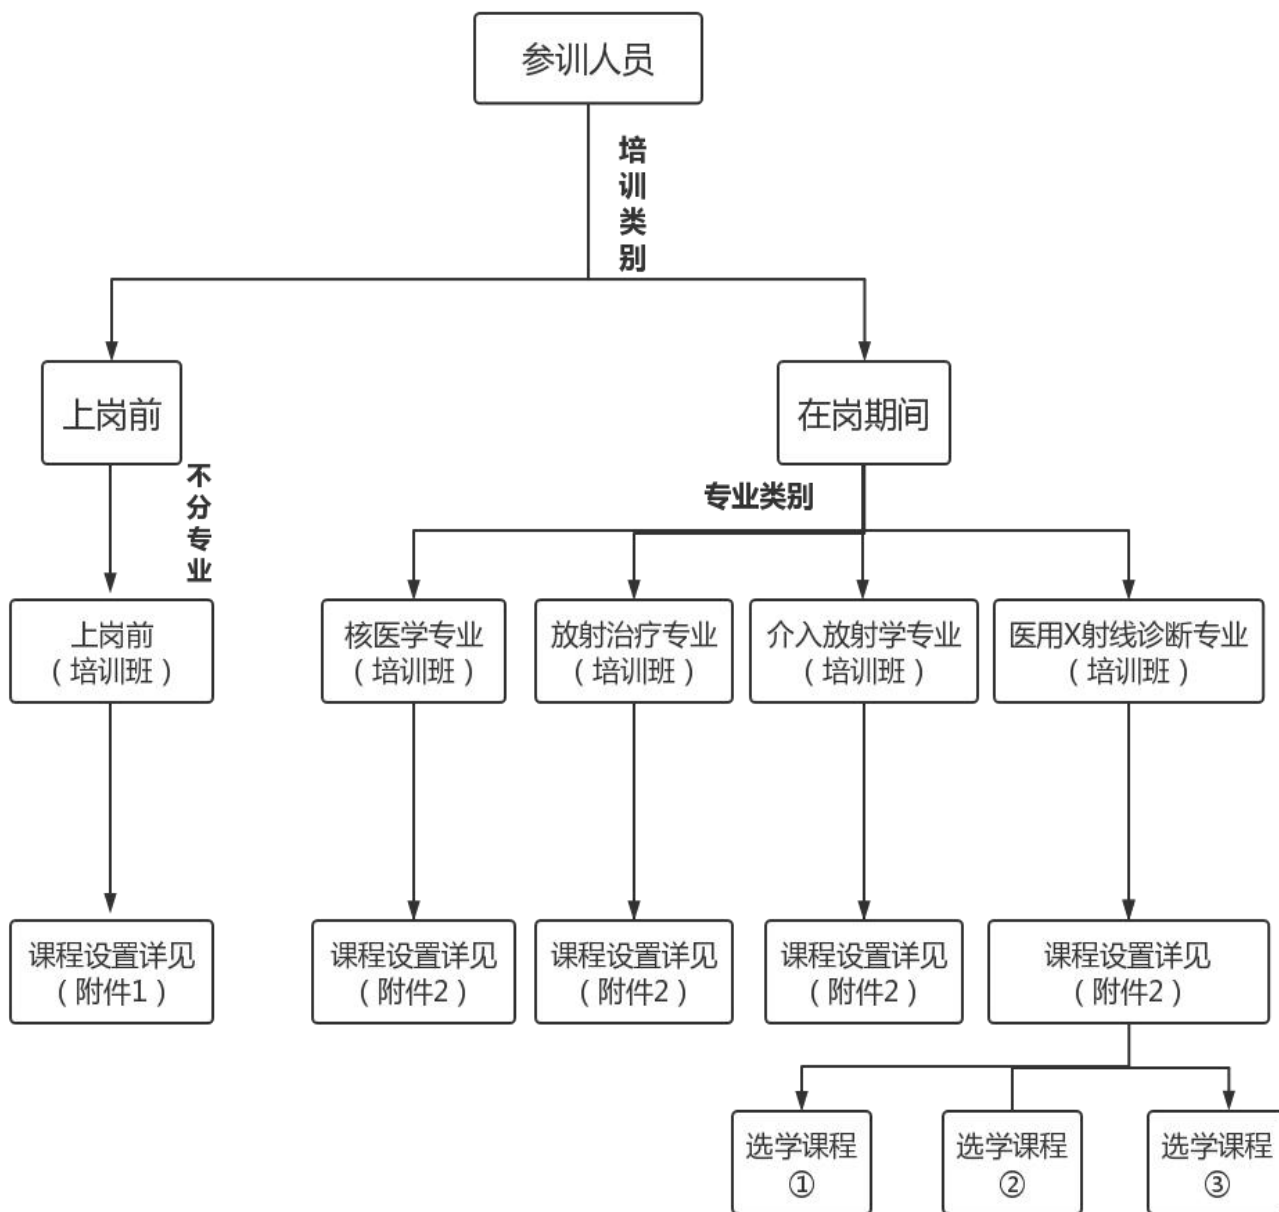 参训人员
培训类别
上岗前
在岗期间
不分专业
专业类别
上岗前
（培训班）
核医学专业
（培训班）
放射治疗专业
（培训班）
介入放射学专业
（培训班）
医用X射线诊断专业
（培训班）
课程设置详见
（附件1）
课程设置详见
（附件2）
课程设置详见
（附件2）
课程设置详见
（附件2）
课程设置详见
（附件2）
选学课程
①
选学课程
②
选学课程
③